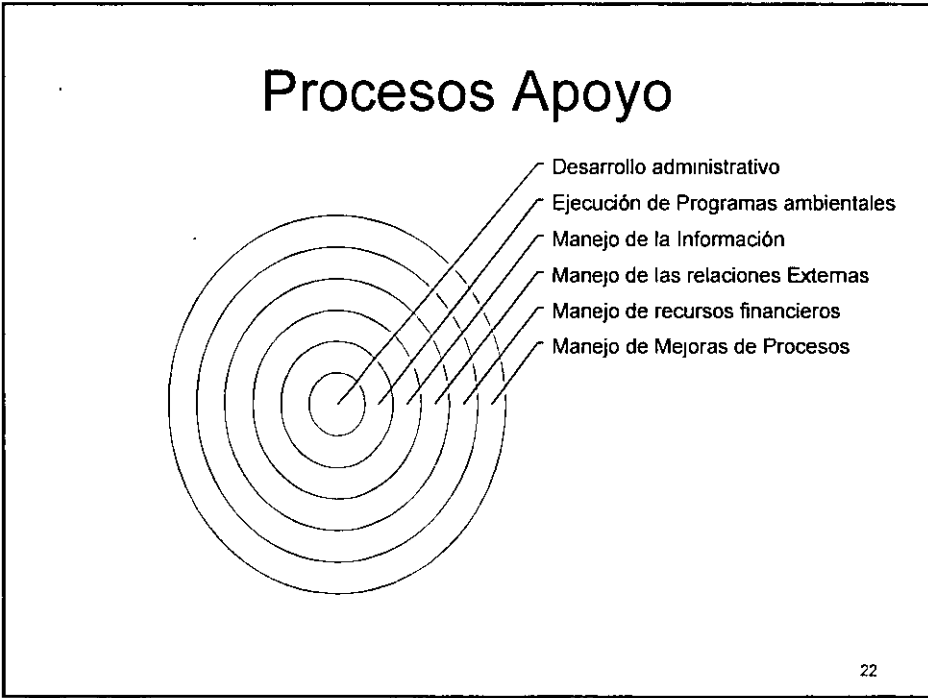 Procesos Apoyo
Desarrollo administrativo
Ejecución de Programas ambientales
Manejo de la Información
Manejo de las relaciones Externas
Manejo de recursos financieros
Manejo de Mejoras de Procesos
22